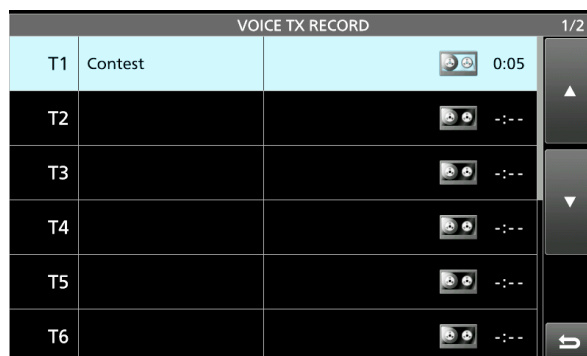 VOICE TX RECORD 1/2
T1 Contest 0:05
T2 -:--
T3 -:--
T4 -:--
T5 -:--
T6 -:--